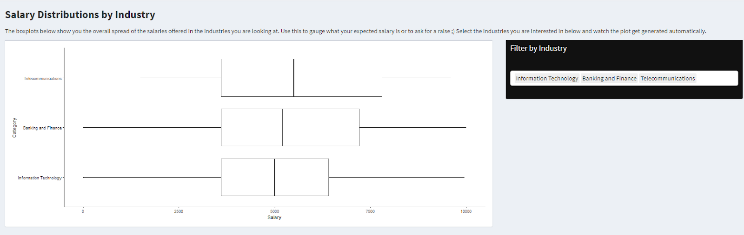 Salary Distributions by Industry
The boxplots below show you the overall spread of the salaries offered in the industries you are looking at. Use this to gauge what your expected salary is or to ask for a raise ;) Select the industries you are interested in below and watch the plot get generated automatically.
Filter by Industry
Information Technology Banking and Finance Telecommunications
Telecommunications
Banking and Finance
Information Technology
Category
0 2500 5000 7500 10000
Salary